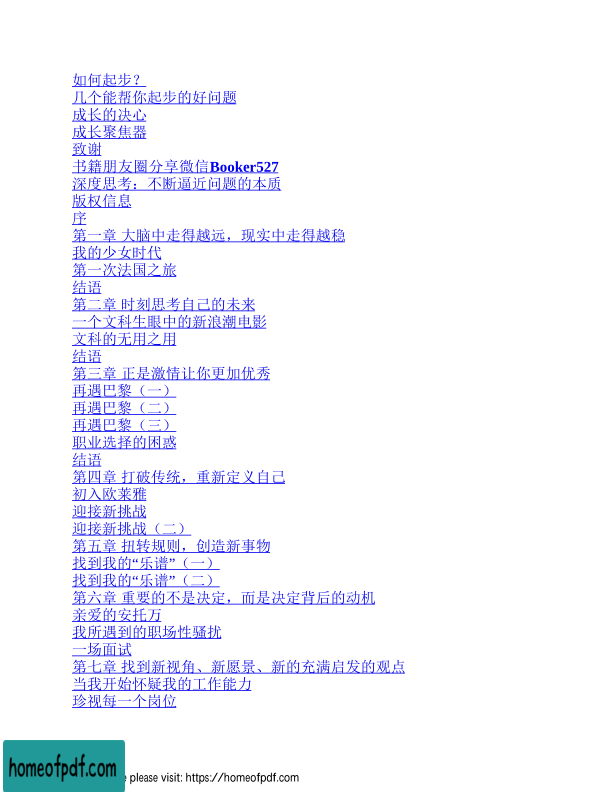 如何起步？
几个能帮你起步的好问题
成长的决心
成长聚焦器
致谢
书籍朋友圈分享微信Booker527
深度思考：不断逼近问题的本质
版权信息
序
第一章 大脑中走得越远，现实中走得越稳
我的少女时代
第一次法国之旅
结语
第二章 时刻思考自己的未来
一个文科生眼中的新浪潮电影
文科的无用之用
结语
第三章 正是激情让你更加优秀
再遇巴黎（一）
再遇巴黎（二）
再遇巴黎（三）
职业选择的困惑
结语
第四章 打破传统，重新定义自己
初入欧莱雅
迎接新挑战
迎接新挑战（二）
第五章 扭转规则，创造新事物
找到我的“乐谱”（一）
找到我的“乐谱”（二）
第六章 重要的不是决定，而是决定背后的动机
亲爱的安托万
我所遇到的职场性骚扰
一场面试
第七章 找到新视角、新愿景、新的充满启发的观点
当我开始怀疑我的工作能力
珍视每一个岗位
homeofpdf.com
e please visit: https://homeofpdf.com